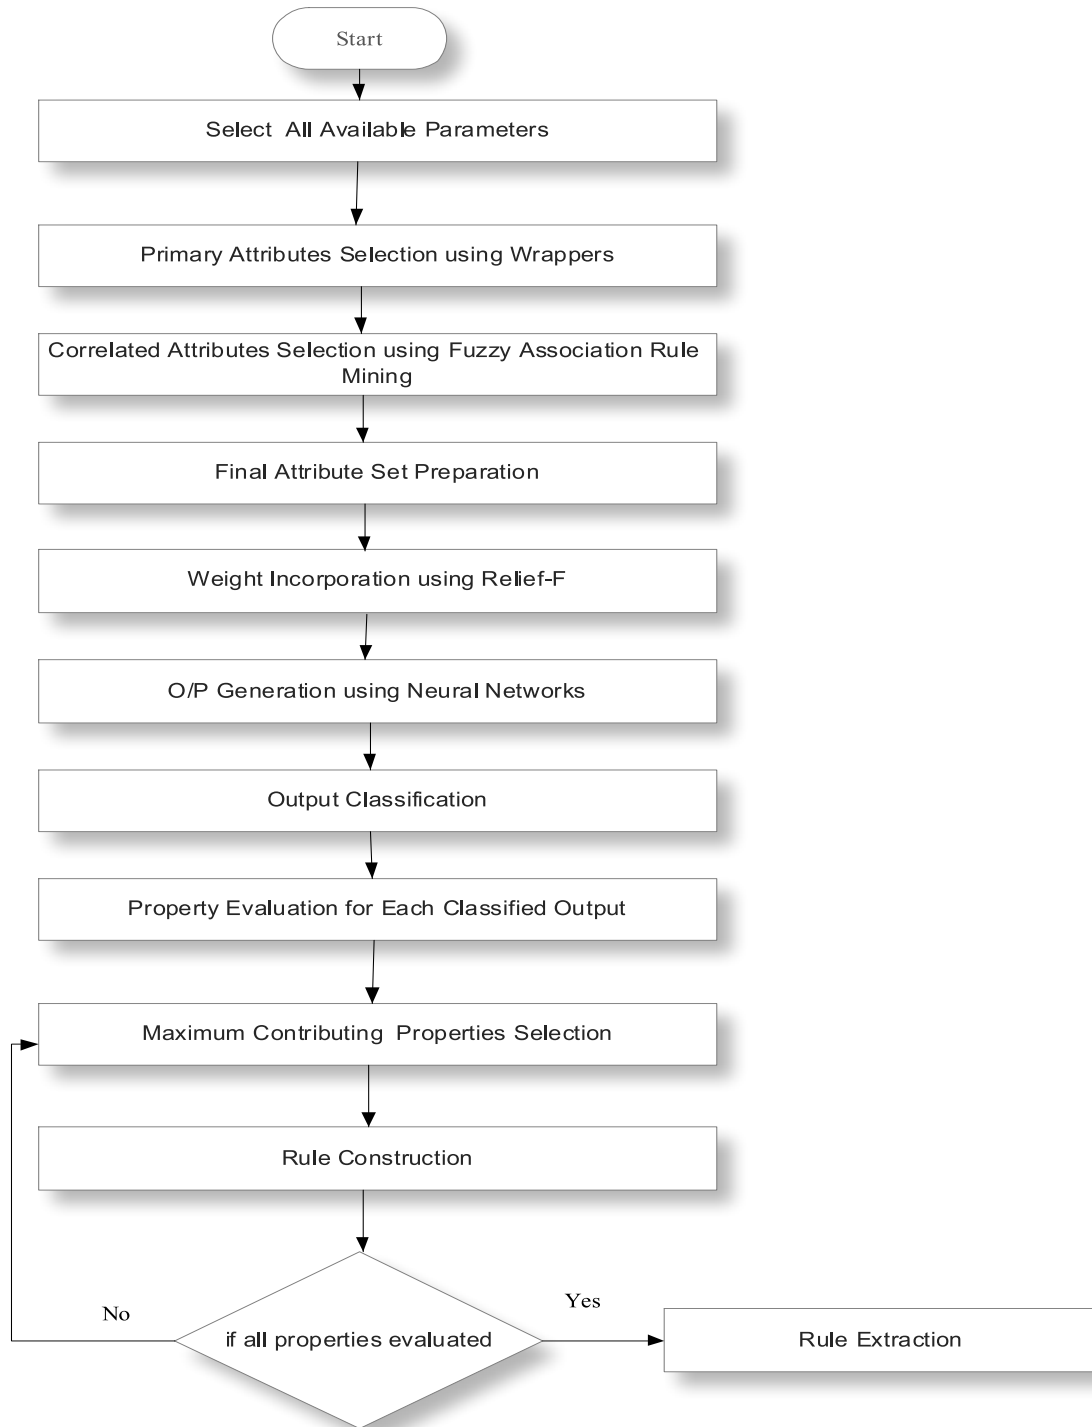 Start
Select All Available Parameters
Primary Attributes Selection using Wrappers
Correlated Attributes Selection using Fuzzy Association Rule
Mining
Final Attribute Set Preparation
Weight Incorporation using Relief-F
O/P Generation using Neural Networks
Output Classification
Property Evaluation for Each Classified Output
Maximum Contributing Properties Selection
Rule Construction
No
Yes
if all properties evaluated
Rule Extraction